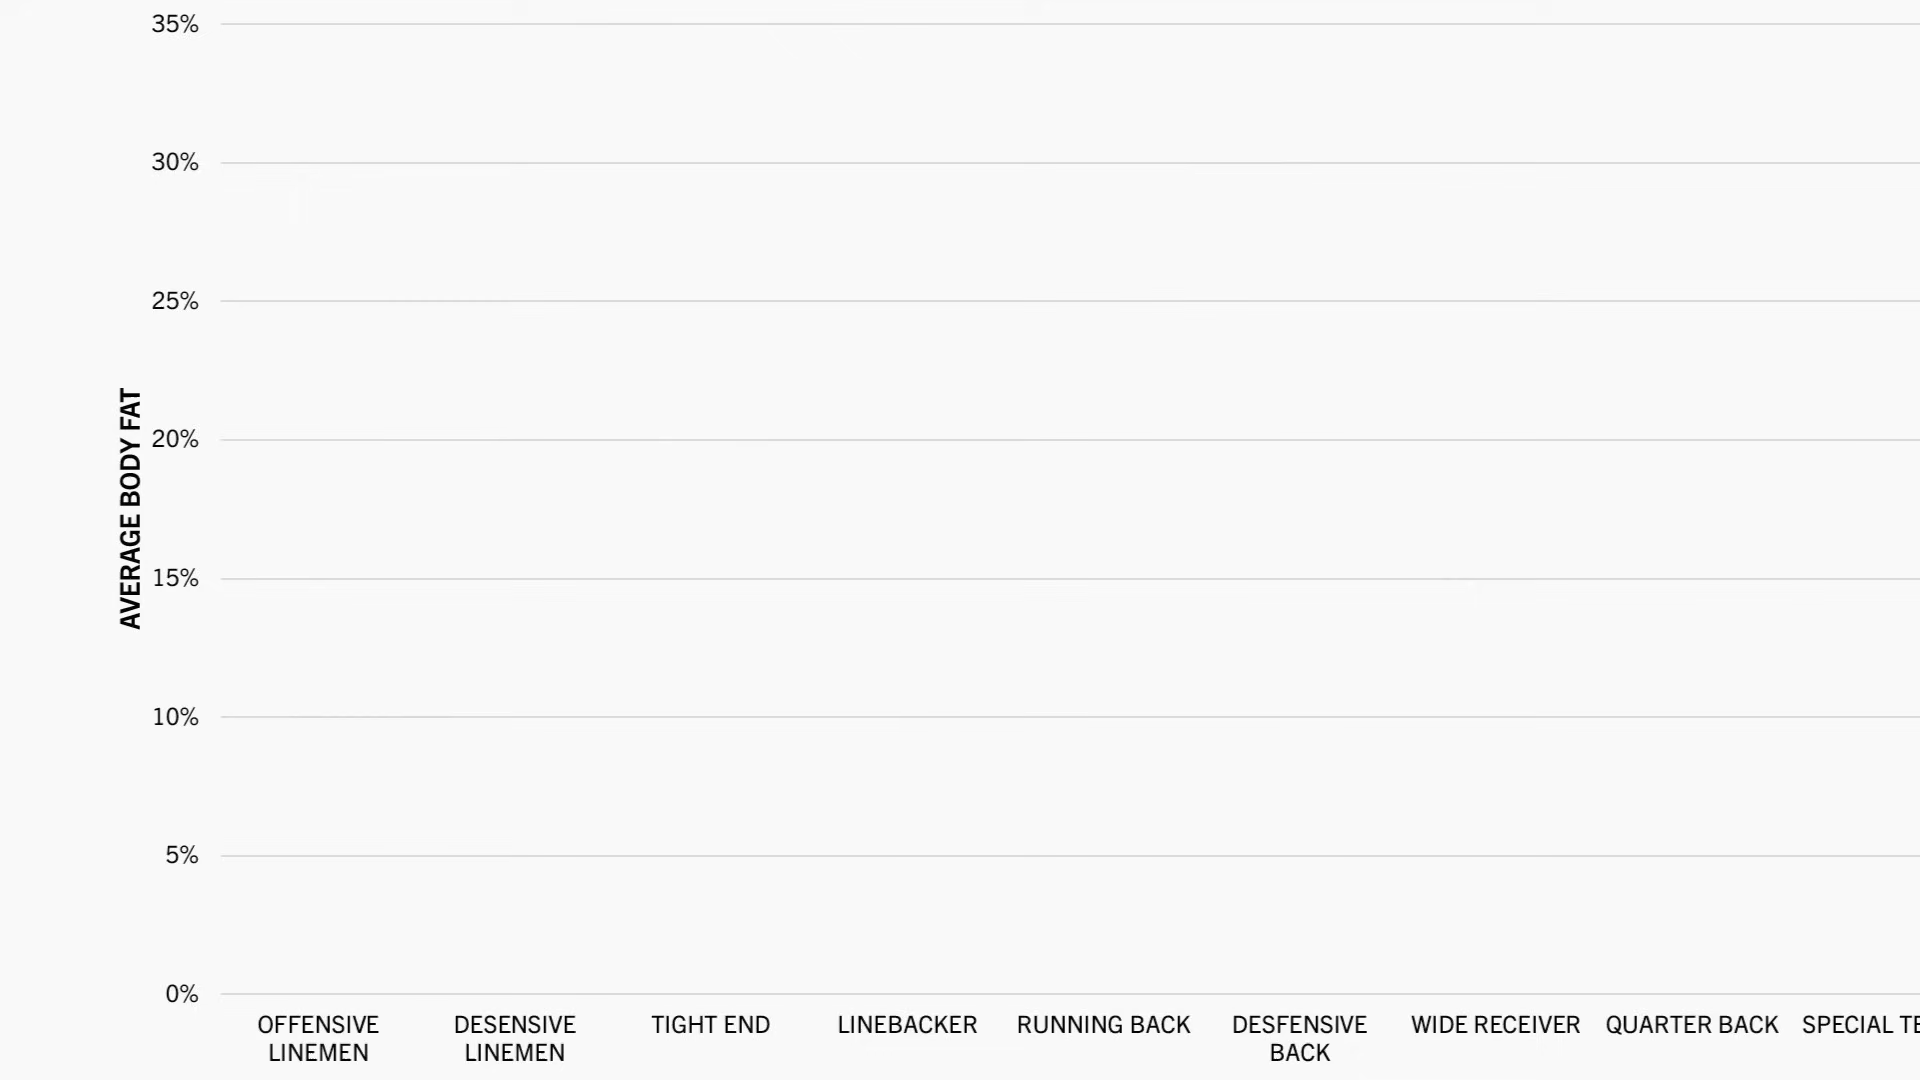 35%
30%
25%
20%
15%
10%
5%
0%
AVERAGE BODY FAT
OFFENSIVE
LINEMEN
DESENSIVE
LINEMEN
TIGHT END
LINEBACKER
RUNNING BACK
DESFENSIVE
BACK
WIDE RECEIVER
QUARTER BACK
SPECIAL